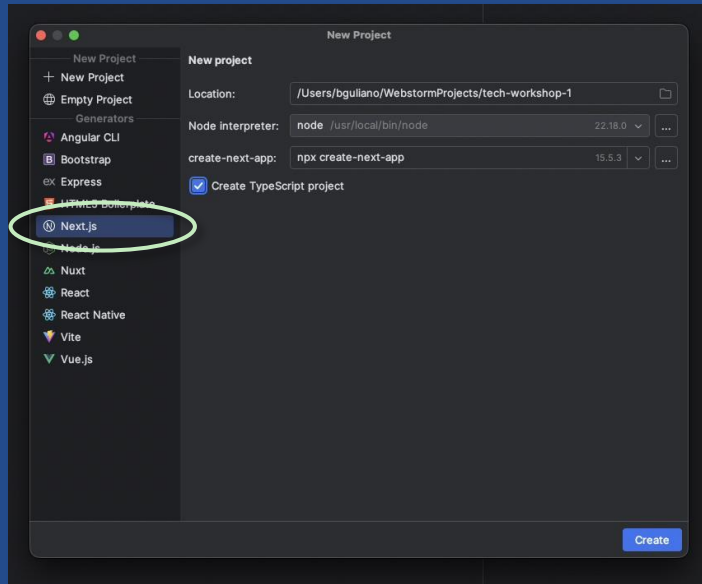 New Project
New Project
New Project
Empty Project
Generators
Angular CLI
B Bootstrap
ex Express
HTML5 Boilerplate
N Next.js
Node.js
Nuxt
React
React Native
Vite
Vue.js
New project
Location: /Users/bguliano/WebstormProjects/tech-workshop-1
Node interpreter: node /usr/local/bin/node 22.18.0 ...
create-next-app: npx create-next-app 15.5.3 ...
Create TypeScript project
Create